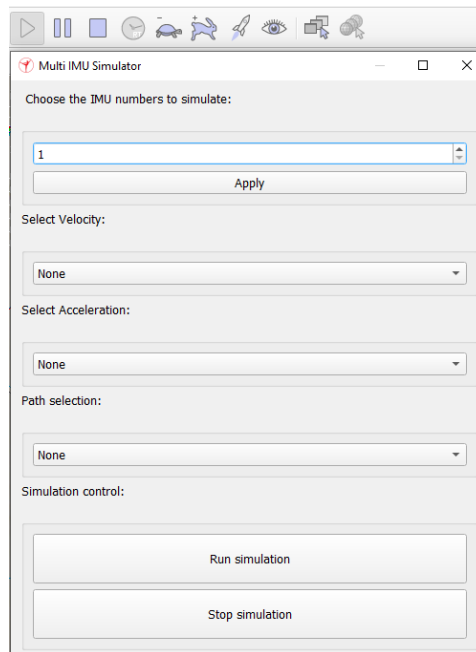 Multi IMU Simulator
Choose the IMU numbers to simulate:
1
Apply
Select Velocity:
None
Select Acceleration:
None
Path selection:
None
Simulation control:
Run simulation
Stop simulation